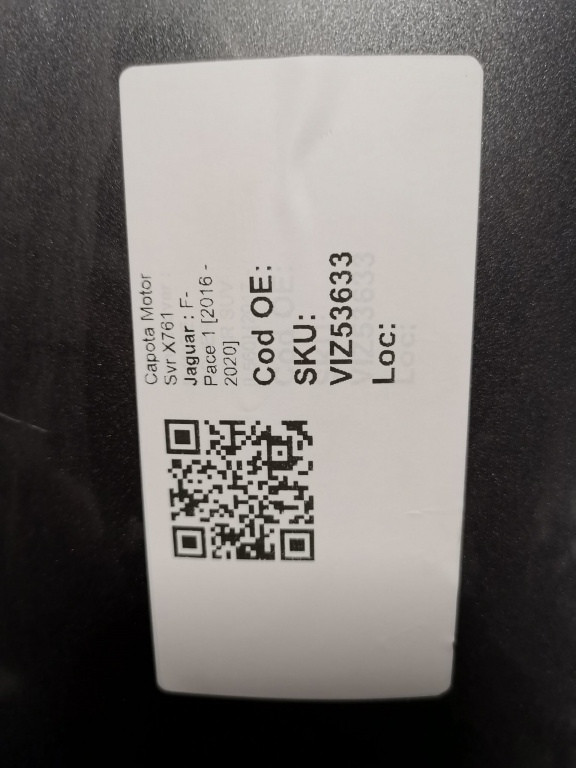 Capota Motor
Svr X761
Jaguar : F-
Pace 1 [2016 -
2020]
Cod OE:
SKU:
VIZ53633
Loc: